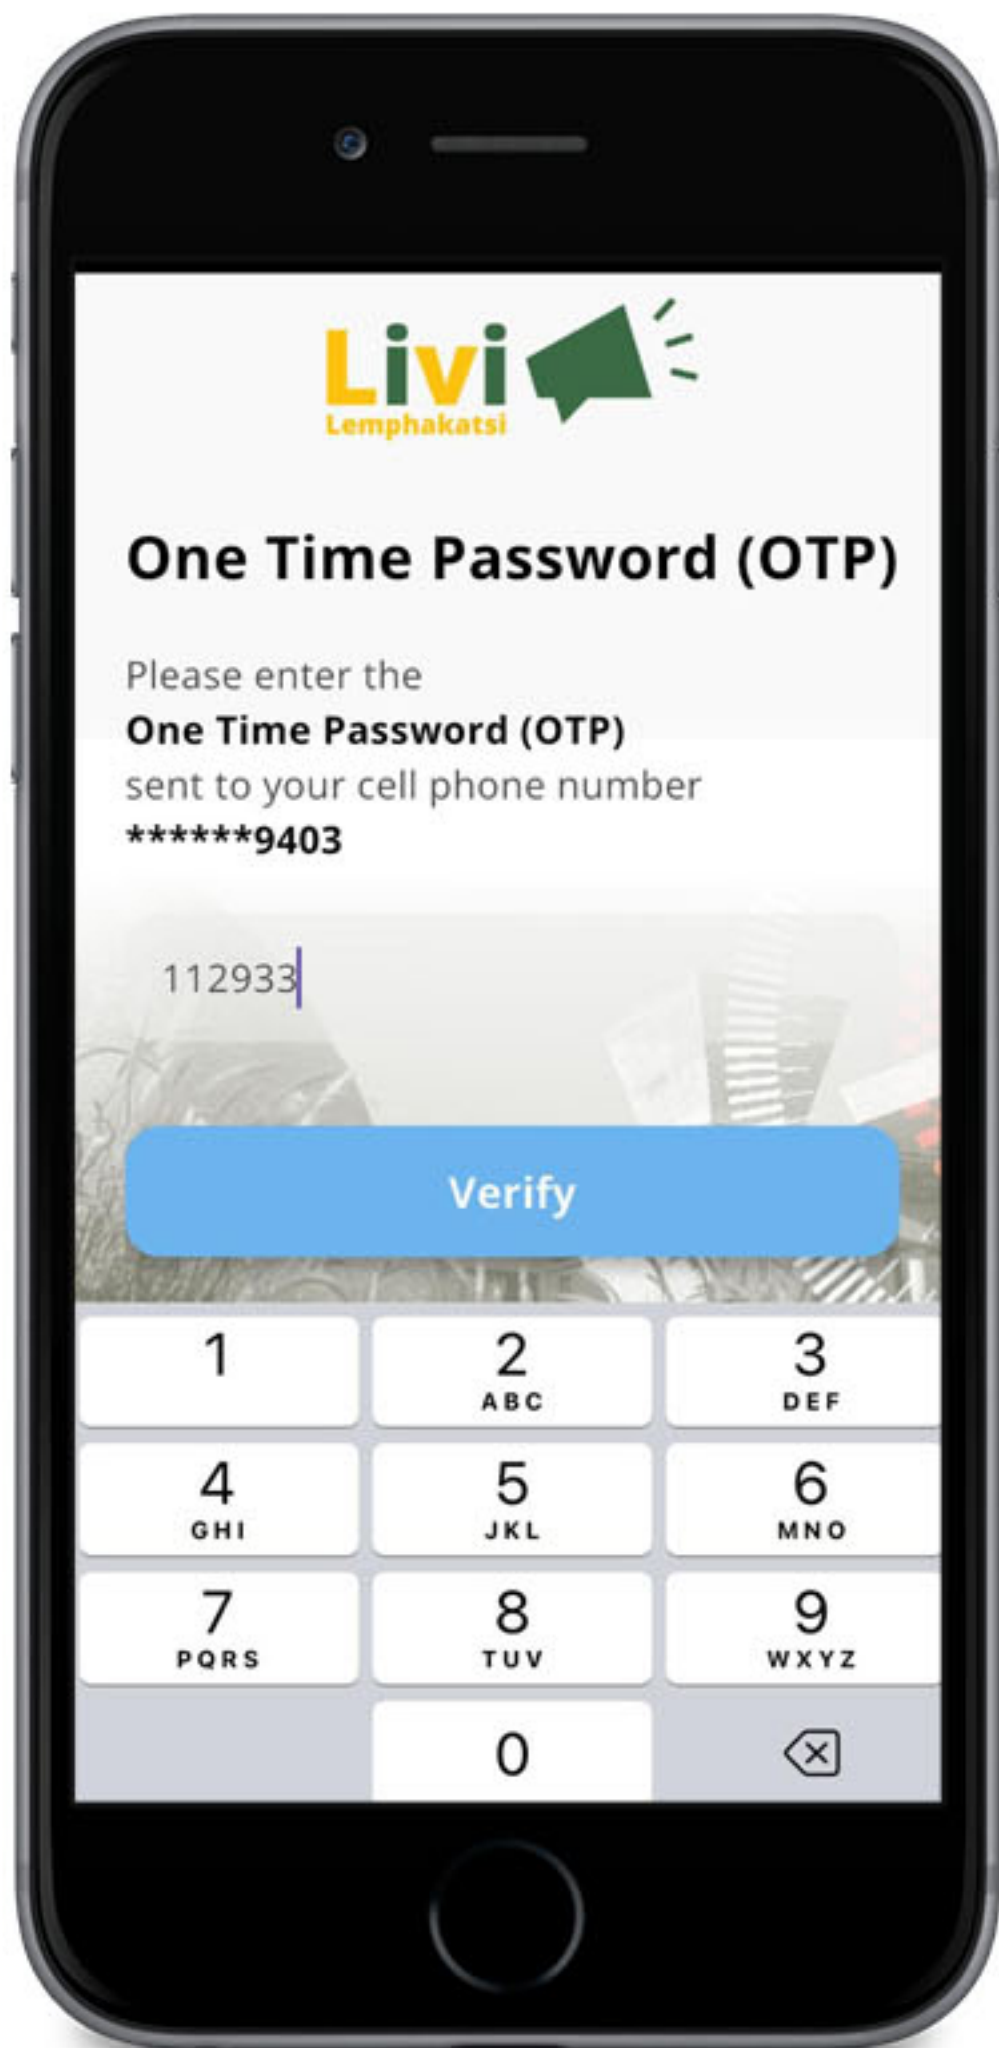 Livi
Lemphakatsi
One Time Password (OTP)
Please enter the
One Time Password (OTP)
sent to your cell phone number
******9403
112933
Verify
1 2 3
ABC DEF
4 5 6
GHI JKL MNO
7 8 9
PQRS TUV WXYZ
0